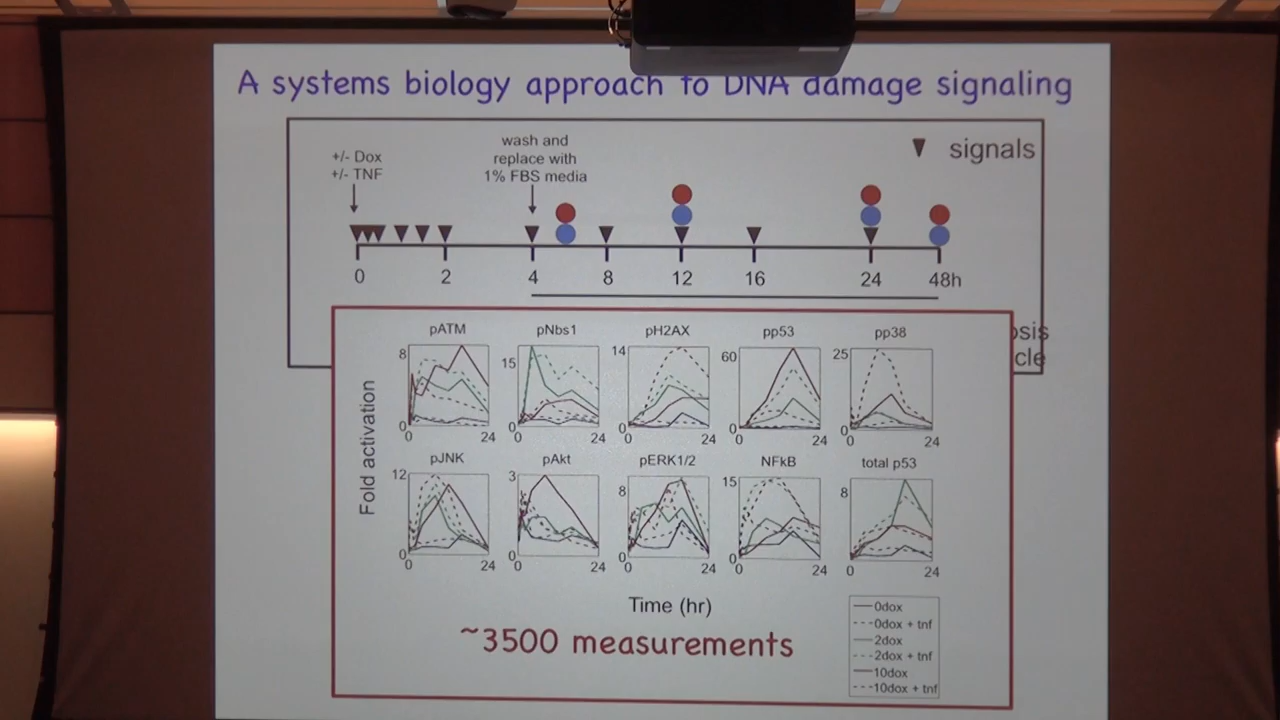 A systems biology approach to DNA damage signaling
wash and
replace with
1% FBS media
+/- Dox
+/- TNF
signals
0 2 4 8 12 16 24 48h
osis
cle
pATM pNbs1 pH2AX pp53 pp38
8 15 14 60 25
0 0 0 0 0
0 24 0 24 0 24 0 24 0 24
Fold activation
pJNK pAkt pERK1/2 NFkB total p53
12 3 8 15 8
0 0 0 0 0
0 24 0 24 0 24 0 24 0 24
Time (hr)
~3500 measurements
0dox
0dox + tnf
2dox
2dox + tnf
10dox
10dox + tnf